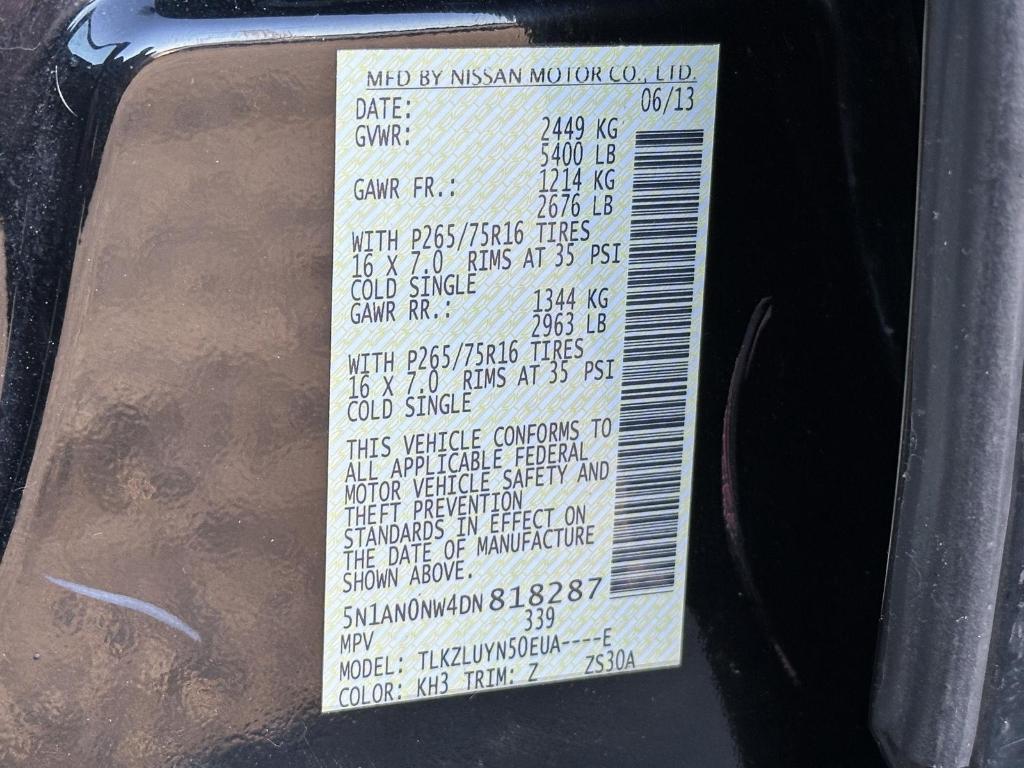 MFD BY NISSAN MOTOR CO., LTD.
DATE: 06/13
GVWR: 2449 KG
5400 LB
GAWR FR.: 1214 KG
2676 LB
WITH P265/75R16 TIRES
16 X 7.0 RIMS AT 35 PSI
COLD SINGLE
GAWR RR.: 1344 KG
2963 LB
WITH P265/75R16 TIRES
16 X 7.0 RIMS AT 35 PSI
COLD SINGLE
THIS VEHICLE CONFORMS TO
ALL APPLICABLE FEDERAL
MOTOR VEHICLE SAFETY AND
THEFT PREVENTION
STANDARDS IN EFFECT ON
THE DATE OF MANUFACTURE
SHOWN ABOVE.
5N1AN0NW4DN818287
MPV 339
MODEL: TLKZLUYN50EUA----E
COLOR: KH3 TRIM: Z ZS30A